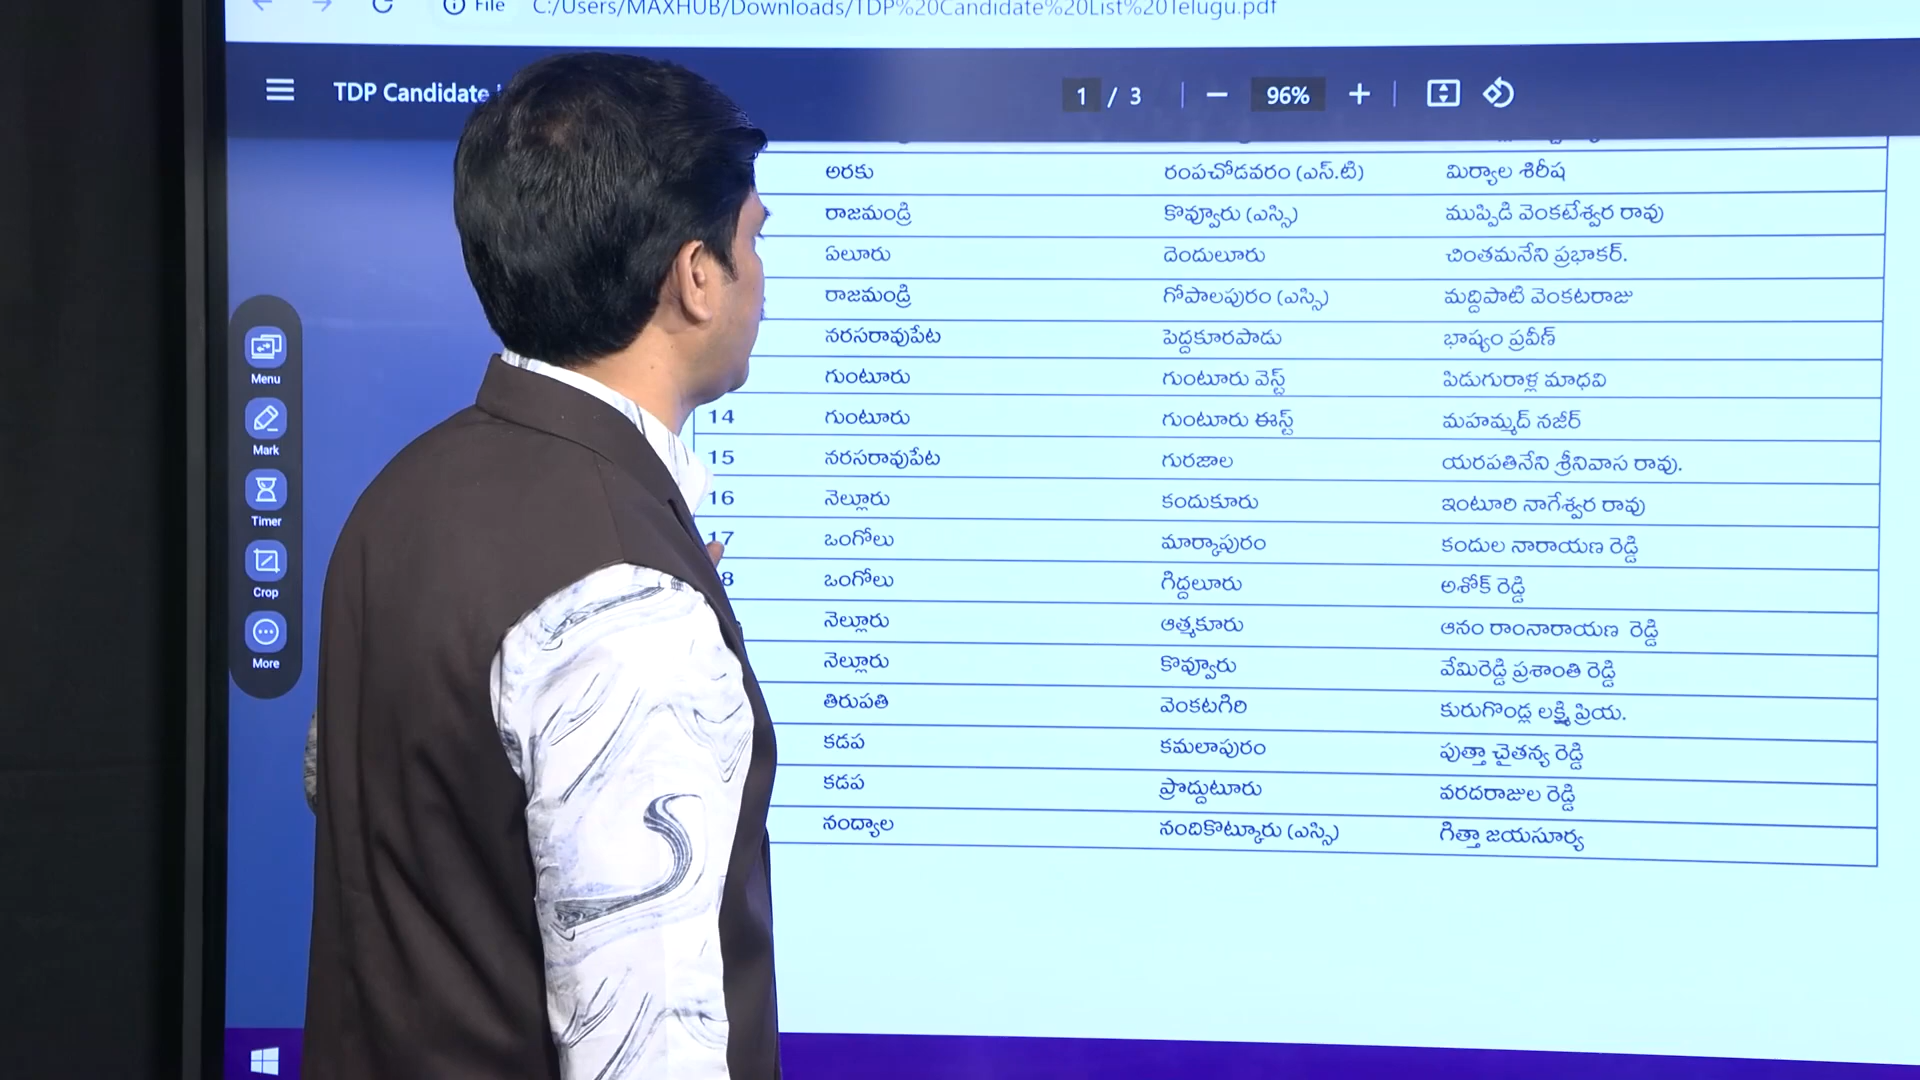 File C:/Users/MAXHUB/Downloads/TDP%20Candidate%20List%20Telugu.pdf
TDP Candidate 1 / 3 96%
అరకు రంపచోడవరం (ఎస్.టి) మిర్యాల శిరీష
రాజమండ్రి కొవ్వూరు (ఎస్సి) ముప్పిడి వెంకటేశ్వర రావు
ఏలూరు దెందులూరు చింతమనేని ప్రభాకర్.
రాజమండ్రి గోపాలపురం (ఎస్సి) మద్దిపాటి వెంకటరాజు
నరసరావుపేట పెద్దకూరపాడు భాష్యం ప్రవీణ్
గుంటూరు గుంటూరు వెస్ట్ పిడుగురాళ్ల మాధవి
14 గుంటూరు గుంటూరు ఈస్ట్ మహమ్మద్ నజీర్
15 నరసరావుపేట గురజాల యరపతినేని శ్రీనివాస రావు.
16 నెల్లూరు కందుకూరు ఇంటూరి నాగేశ్వర రావు
17 ఒంగోలు మార్కాపురం కందుల నారాయణ రెడ్డి
8 ఒంగోలు గిద్దలూరు అశోక్ రెడ్డి
నెల్లూరు ఆత్మకూరు ఆనం రాంనారాయణ రెడ్డి
నెల్లూరు కొవ్వూరు వేమిరెడ్డి ప్రశాంతి రెడ్డి
తిరుపతి వెంకటగిరి కురుగొండ్ల లక్ష్మి ప్రియ.
కడప కమలాపురం పుత్తా చైతన్య రెడ్డి
కడప ప్రొద్దుటూరు వరదరాజుల రెడ్డి
నంద్యాల నందికొట్కూరు (ఎస్సి) గిత్తా జయసూర్య
Menu
Mark
Timer
Crop
More